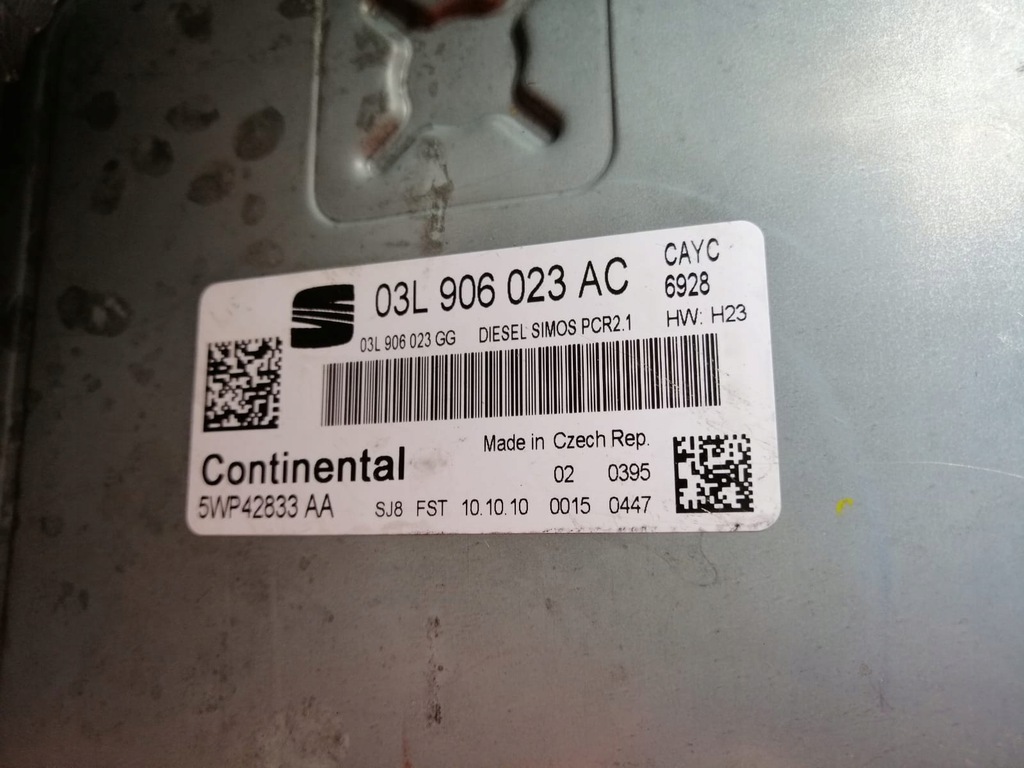 03L 906 023 AC
CAYC
6928
03L 906 023 GG DIESEL SIMOS PCR2.1 HW: H23
Made in Czech Rep.
Continental 02 0395
5WP42833 AA SJ8 FST 10.10.10 0015 0447